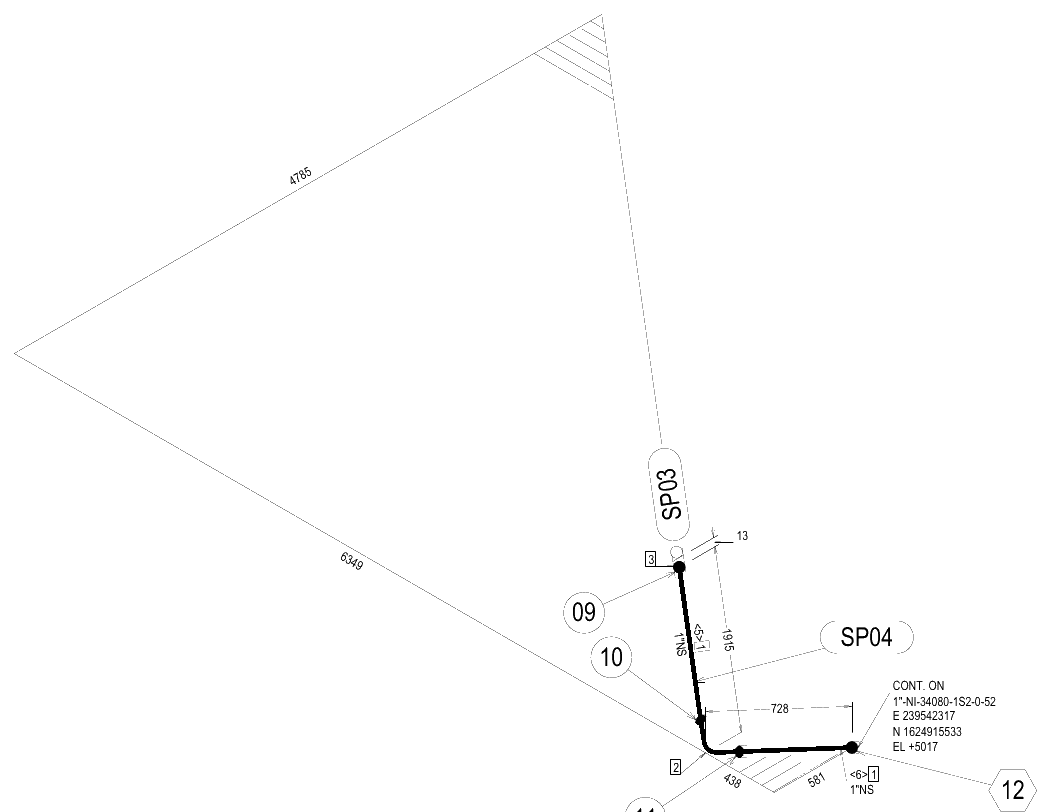 4785
SP03
13
3
6349
09
<5>1
1"NS
1915
SP04
10
CONT. ON
1"-NI-34080-1S2-0-52
E 239542317
N 1624915533
EL +5017
728
2
438
581
<6>1
1"NS
12